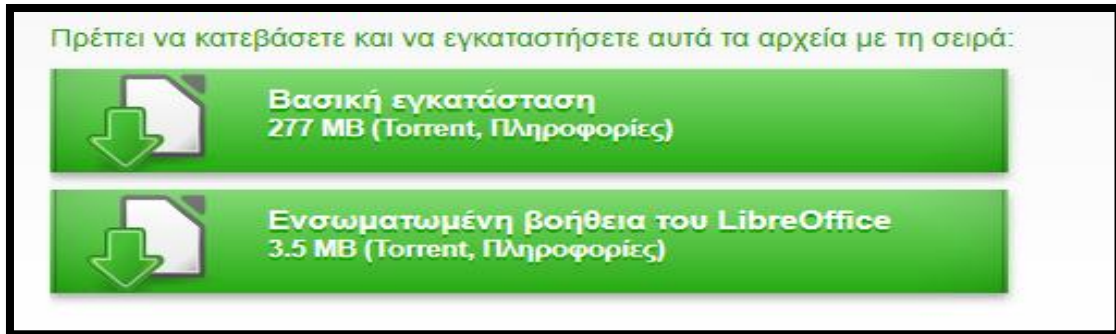 Πρέπει να κατεβάσετε και να εγκαταστήσετε αυτά τα αρχεία με τη σειρά:
Βασική εγκατάσταση
277 MB (Torrent, Πληροφορίες)
Ενσωματωμένη βοήθεια του LibreOffice
3.5 MB (Torrent, Πληροφορίες)